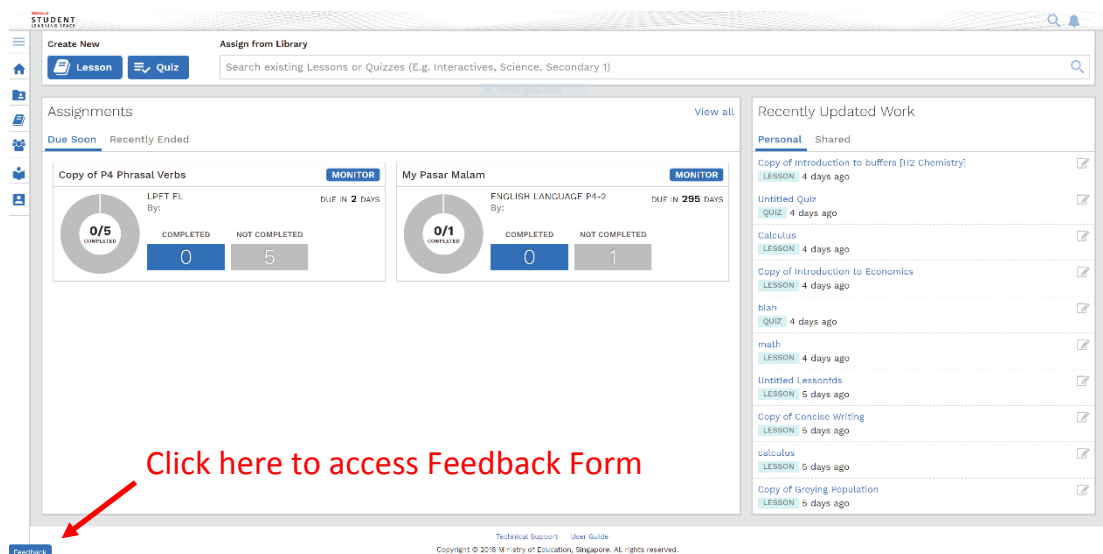 STUDENT
LEARNING SPACE
Create New
Assign from Library
Lesson
Quiz
Search existing Lessons or Quizzes (E.g. Interactives, Science, Secondary 1)
Rectangular Snip
Assignments
View all
Due Soon Recently Ended
Copy of P4 Phrasal Verbs
MONITOR
LPET EL
DUE IN 2 DAYS
By:
0/5
COMPLETED
COMPLETED NOT COMPLETED
0 5
My Pasar Malam
MONITOR
ENGLISH LANGUAGE P4-2
DUE IN 295 DAYS
By:
0/1
COMPLETED
COMPLETED NOT COMPLETED
0 1
Recently Updated Work
Personal Shared
Copy of Introduction to buffers [H2 Chemistry]
LESSON 4 days ago
Untitled Quiz
QUIZ 4 days ago
Calculus
LESSON 4 days ago
Copy of Introduction to Economics
LESSON 4 days ago
blah
QUIZ 4 days ago
math
LESSON 4 days ago
Untitled Lessonfds
LESSON 5 days ago
Copy of Concise Writing
LESSON 5 days ago
calculus
LESSON 5 days ago
Copy of Greying Population
LESSON 5 days ago
Click here to access Feedback Form
Feedback
Technical Support User Guide
Copyright © 2018 Ministry of Education, Singapore. All rights reserved.